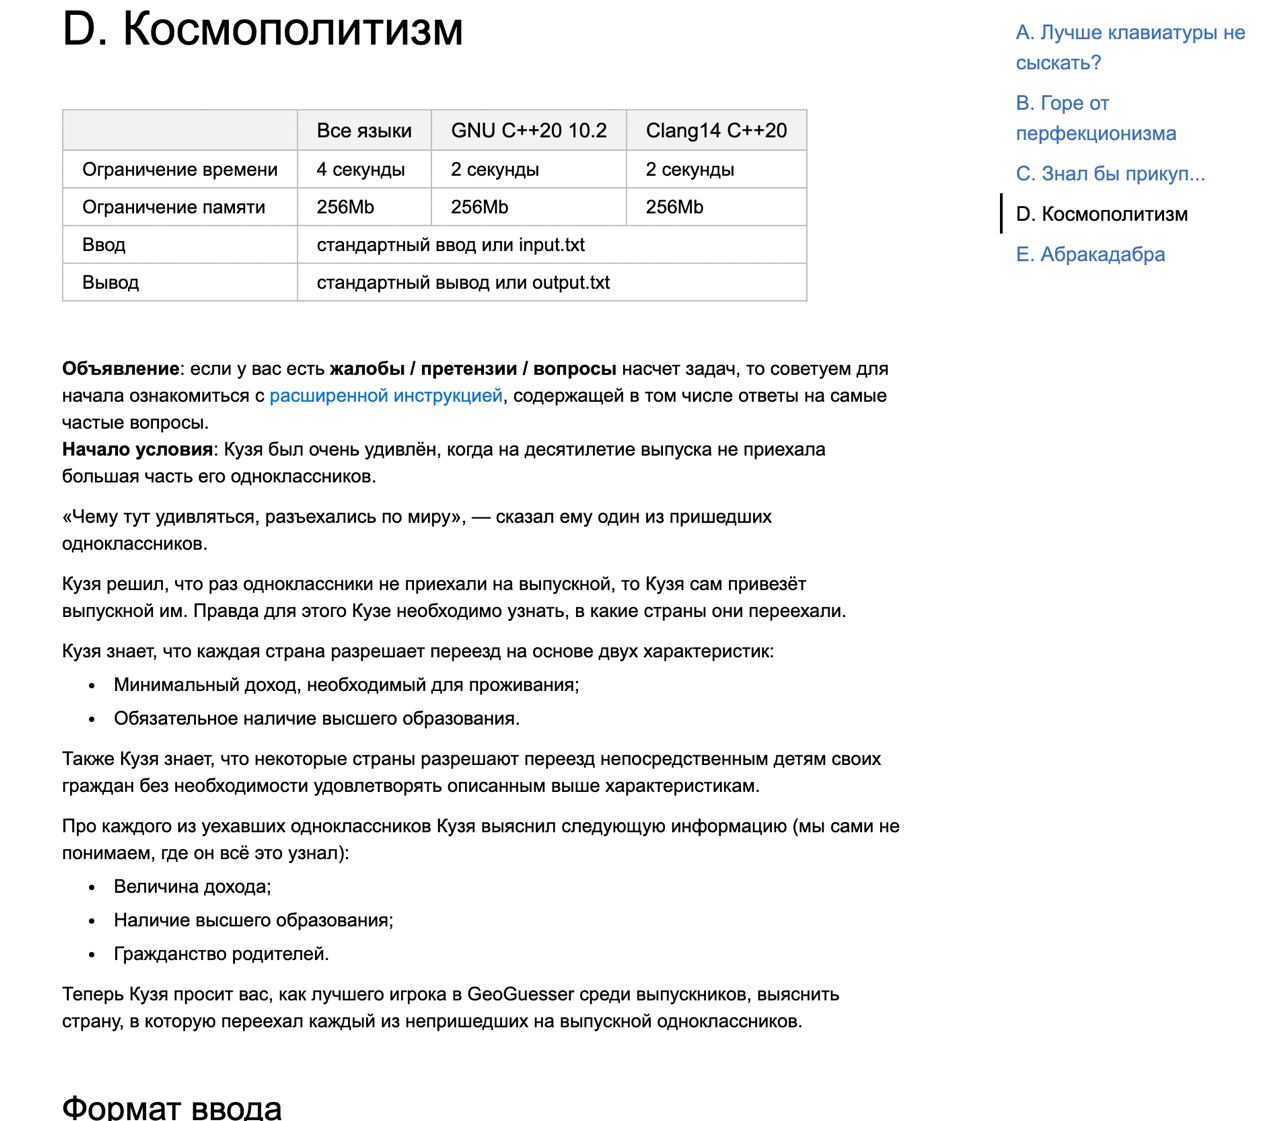 D. Космополитизм
Все языки GNU C++20 10.2 Clang14 C++20
Ограничение времени 4 секунды 2 секунды 2 секунды
Ограничение памяти 256Mb 256Mb 256Mb
Ввод стандартный ввод или input.txt
Вывод стандартный вывод или output.txt
Объявление: если у вас есть жалобы / претензии / вопросы насчет задач, то советуем для
начала ознакомиться с расширенной инструкцией, содержащей в том числе ответы на самые
частые вопросы.
Начало условия: Кузя был очень удивлён, когда на десятилетие выпуска не приехала
большая часть его одноклассников.
«Чему тут удивляться, разъехались по миру», — сказал ему один из пришедших
одноклассников.
Кузя решил, что раз одноклассники не приехали на выпускной, то Кузя сам привезёт
выпускной им. Правда для этого Кузе необходимо узнать, в какие страны они переехали.
Кузя знает, что каждая страна разрешает переезд на основе двух характеристик:
• Минимальный доход, необходимый для проживания;
• Обязательное наличие высшего образования.
Также Кузя знает, что некоторые страны разрешают переезд непосредственным детям своих
граждан без необходимости удовлетворять описанным выше характеристикам.
Про каждого из уехавших одноклассников Кузя выяснил следующую информацию (мы сами не
понимаем, где он всё это узнал):
• Величина дохода;
• Наличие высшего образования;
• Гражданство родителей.
Теперь Кузя просит вас, как лучшего игрока в GeoGuesser среди выпускников, выяснить
страну, в которую переехал каждый из непришедших на выпускной одноклассников.
Формат ввода
A. Лучше клавиатуры не
сыскать?
B. Горе от
перфекционизма
C. Знал бы прикуп...
D. Космополитизм
E. Абракадабра